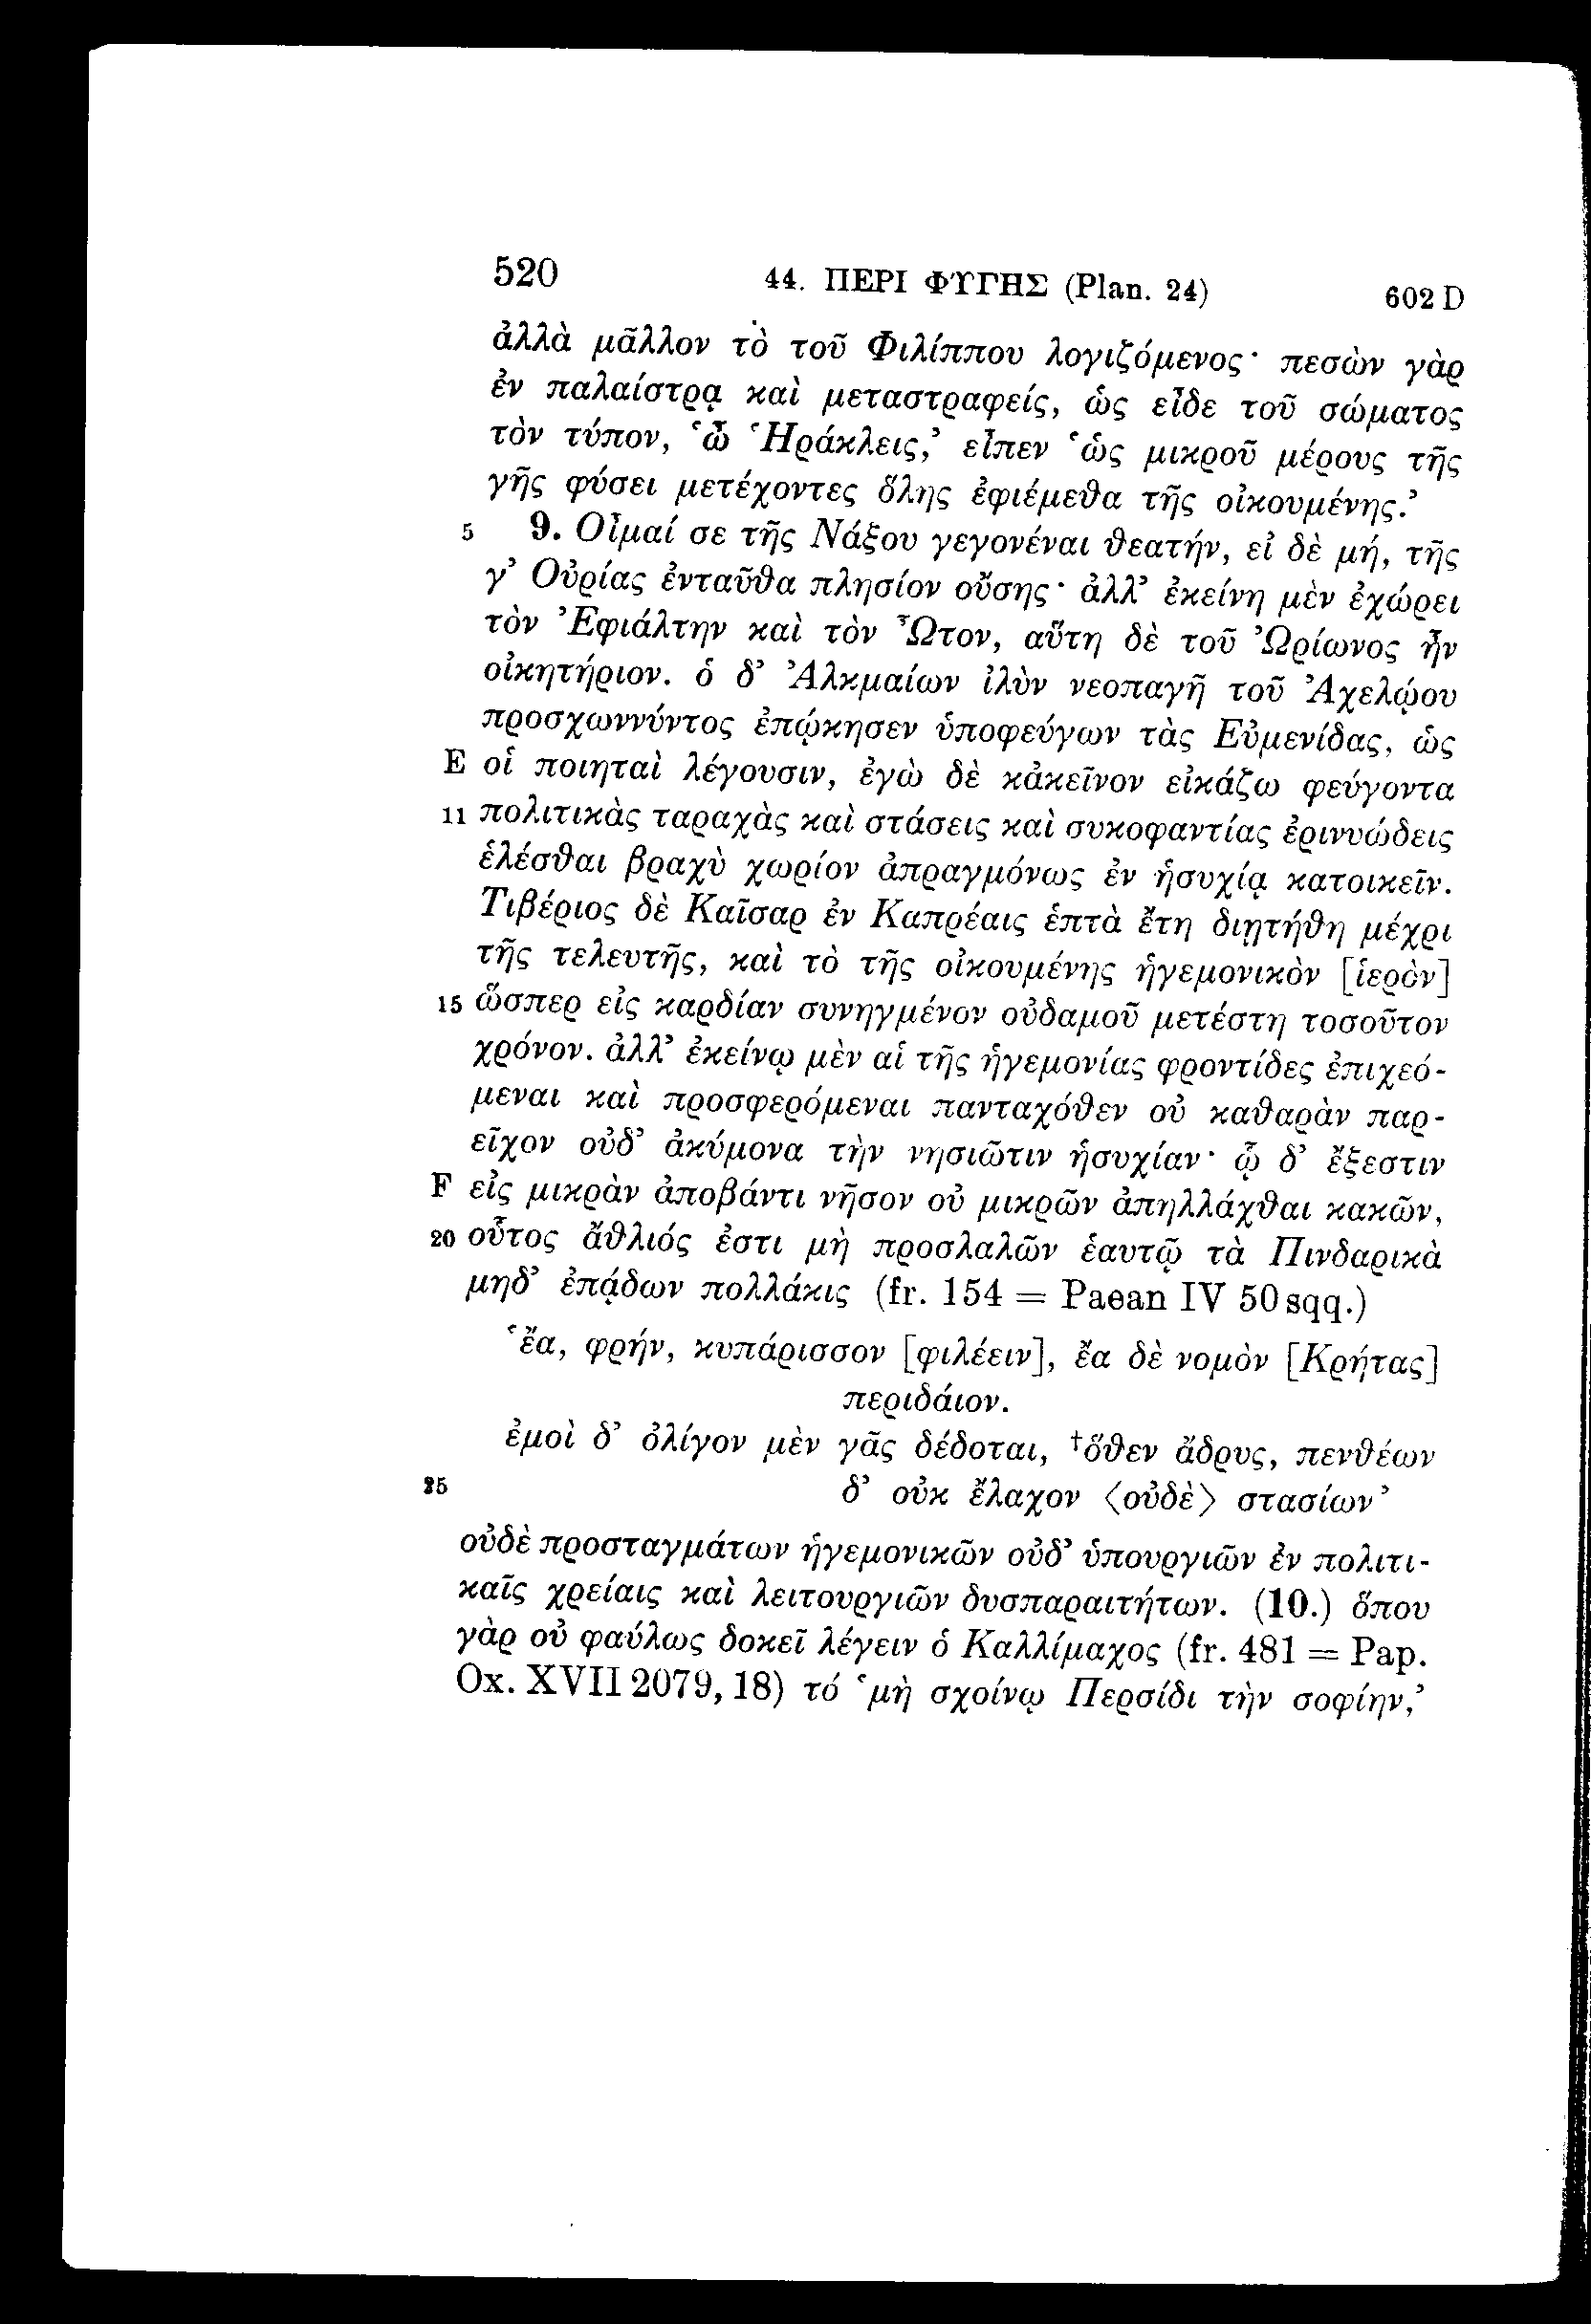 520 44. ΠΕΡΙ ΦΥΓΗΣ (Plan. 24) 602 D
ἀλλὰ μᾶλλον τὸ τοῦ Φιλίππου λογιζόμενος· πεσὼν γὰρ
ἐν παλαίστρᾳ καὶ μεταστραφείς, ὡς εἶδε τοῦ σώματος
τὸν τύπον, ‘ὦ Ἡράκλεις,’ εἶπεν ‘ὡς μικροῦ μέρους τῆς
γῆς φύσει μετέχοντες ὅλης ἐφιέμεθα τῆς οἰκουμένης.’
5 9. Οἶμαί σε τῆς Νάξου γεγονέναι θεατήν, εἰ δὲ μή, τῆς
γ’ Οὐρίας ἐνταῦθα πλησίον οὔσης· ἀλλ’ ἐκείνη μὲν ἐχώρει
τὸν Ἐφιάλτην καὶ τὸν Ὦτον, αὕτη δὲ τοῦ Ὠρίωνος ἦν
οἰκητήριον. ὁ δ’ Ἀλκμαίων ἰλὺν νεοπαγῆ τοῦ Ἀχελῴου
προσχωννύντος ἐπῴκησεν ὑποφεύγων τὰς Εὐμενίδας, ὡς
E οἱ ποιηταὶ λέγουσιν, ἐγὼ δὲ κἀκεῖνον εἰκάζω φεύγοντα
11 πολιτικὰς ταραχὰς καὶ στάσεις καὶ συκοφαντίας ἐρινυώδεις
ἑλέσθαι βραχὺ χωρίον ἀπραγμόνως ἐν ἡσυχίᾳ κατοικεῖν.
Τιβέριος δὲ Καῖσαρ ἐν Καπρέαις ἑπτὰ ἔτη διῃτήθη μέχρι
τῆς τελευτῆς, καὶ τὸ τῆς οἰκουμένης ἡγεμονικὸν [ἱερὸν]
15 ὥσπερ εἰς καρδίαν συνηγμένον οὐδαμοῦ μετέστη τοσοῦτον
χρόνον. ἀλλ’ ἐκείνῳ μὲν αἱ τῆς ἡγεμονίας φροντίδες ἐπιχεό-
μεναι καὶ προσφερόμεναι πανταχόθεν οὐ καθαρὰν παρ-
εῖχον οὐδ’ ἀκύμονα τὴν νησιῶτιν ἡσυχίαν· ᾧ δ’ ἔξεστιν
F εἰς μικρὰν ἀποβάντι νῆσον οὐ μικρῶν ἀπηλλάχθαι κακῶν,
20 οὗτος ἄθλιός ἐστι μὴ προσλαλῶν ἑαυτῷ τὰ Πινδαρικὰ
μηδ’ ἐπᾴδων πολλάκις (fr. 154 = Paean IV 50 sqq.)
‘ἔα, φρήν, κυπάρισσον [φιλέειν], ἔα δὲ νομὸν [Κρήτας]
περιδάιον.
ἐμοὶ δ’ ὀλίγον μὲν γᾶς δέδοται, †ὅθεν ἄδρυς, πενθέων
25 δ’ οὐκ ἔλαχον ⟨οὐδὲ⟩ στασίων’
οὐδὲ προσταγμάτων ἡγεμονικῶν οὐδ’ ὑπουργιῶν ἐν πολιτι-
καῖς χρείαις καὶ λειτουργιῶν δυσπαραιτήτων. (10.) ὅπου
γὰρ οὐ φαύλως δοκεῖ λέγειν ὁ Καλλίμαχος (fr. 481 = Pap.
Ox. XVII 2079, 18) τό ‘μὴ σχοίνῳ Περσίδι τὴν σοφίην,’